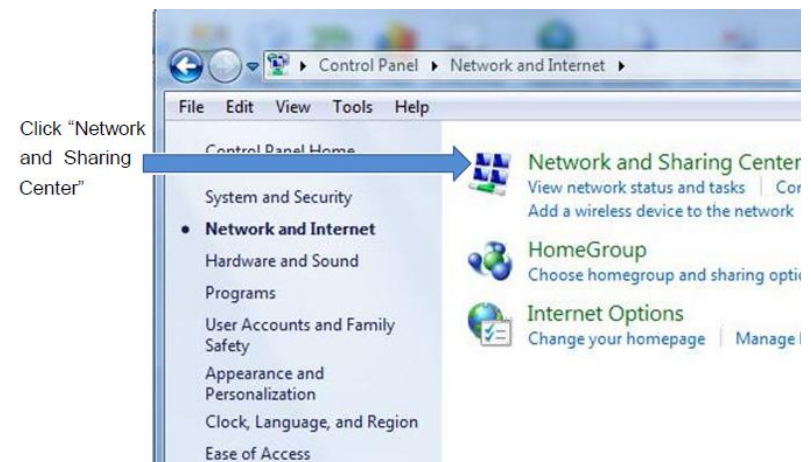 Control Panel ▸ Network and Internet ▸
File Edit View Tools Help
Click “Network
and Sharing
Center”
Control Panel Home
System and Security
• Network and Internet
Hardware and Sound
Programs
User Accounts and Family
Safety
Appearance and
Personalization
Clock, Language, and Region
Ease of Access
Network and Sharing Center
View network status and tasks
Add a wireless device to the network
HomeGroup
Choose homegroup and sharing
Internet Options
Change your homepage Manage